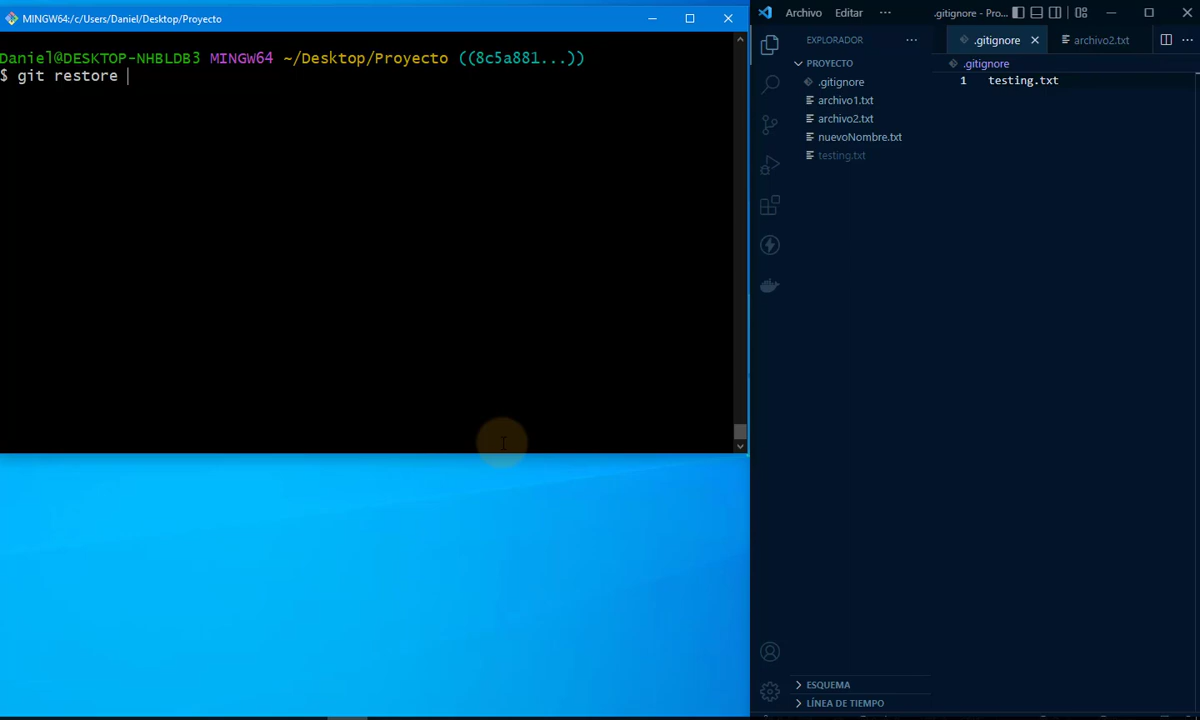 MINGW64:/c/Users/Daniel/Desktop/Proyecto
Daniel@DESKTOP-NHBLDB3 MINGW64 ~/Desktop/Proyecto ((8c5a881...))
$ git restore
Archivo Editar ··· .gitignore - Pro...
EXPLORADOR ···
PROYECTO
.gitignore
archivo1.txt
archivo2.txt
nuevoNombre.txt
testing.txt
ESQUEMA
LÍNEA DE TIEMPO
.gitignore archivo2.txt ···
.gitignore
1 testing.txt